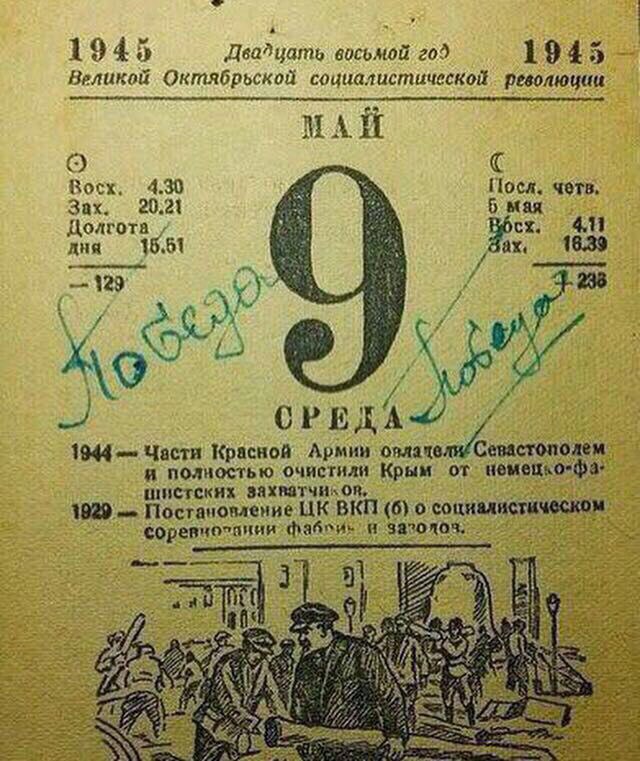 1945 Двадцать восьмой год 1945
Великой Октябрьской социалистической революции
МАЙ
Восх. 4.30
Зах. 20.21
Долгота
дня 15.51
— 129
9
Посл. четв.
5 мая
Восх. 4.11
Зах. 16.39
+ 236
Победа
Победа!
СРЕДА
1944 — Части Красной Армии овладели Севастополем
и полностью очистили Крым от немецко-фа-
шистских захватчиков.
1929 — Постановление ЦК ВКП (б) о социалистическом
соревновании фабрик и заводов.